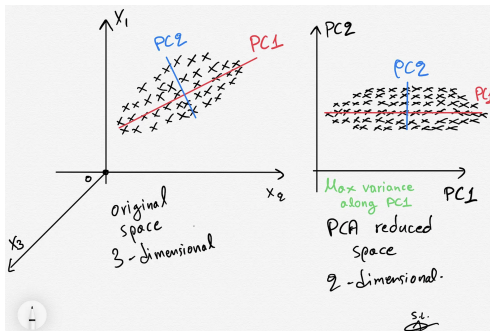 X1
PC2
PC1
0
X2
X3
original
space
3-dimensional
PC2
PC2
PC1
Max variance
along PC1
PC1
PCA reduced
space
2-dimensional.
S.L.